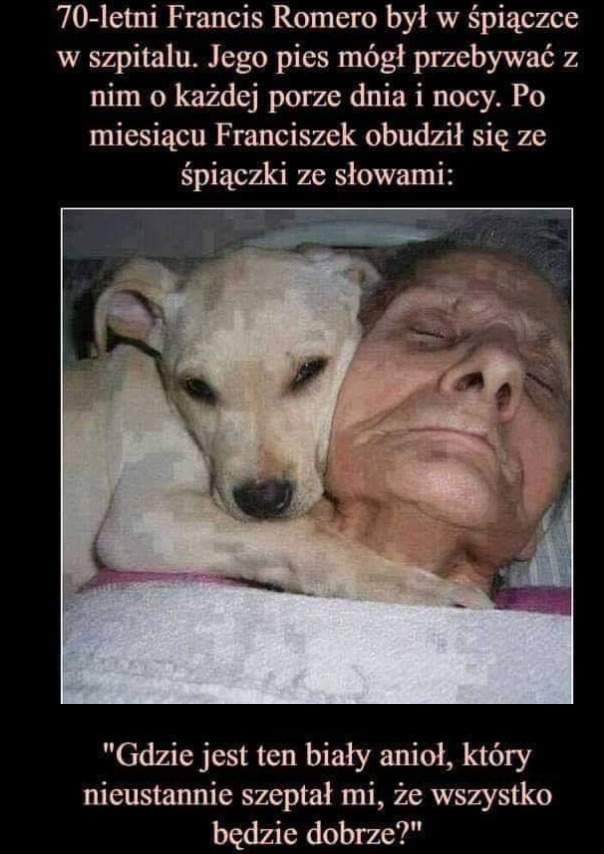 70-letni Francis Romero był w śpiączce
w szpitalu. Jego pies mógł przebywać z
nim o każdej porze dnia i nocy. Po
miesiącu Franciszek obudził się ze
śpiączki ze słowami:
"Gdzie jest ten biały anioł, który
nieustannie szeptał mi, że wszystko
będzie dobrze?"